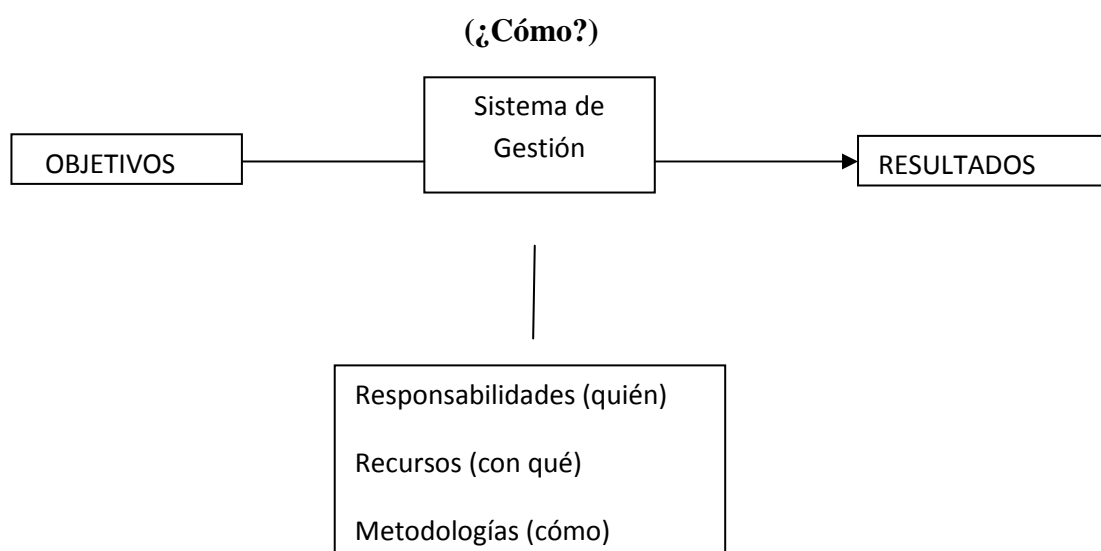 (¿Cómo?)
Sistema de
Gestión
OBJETIVOS
RESULTADOS
Responsabilidades (quién)
Recursos (con qué)
Metodologías (cómo)